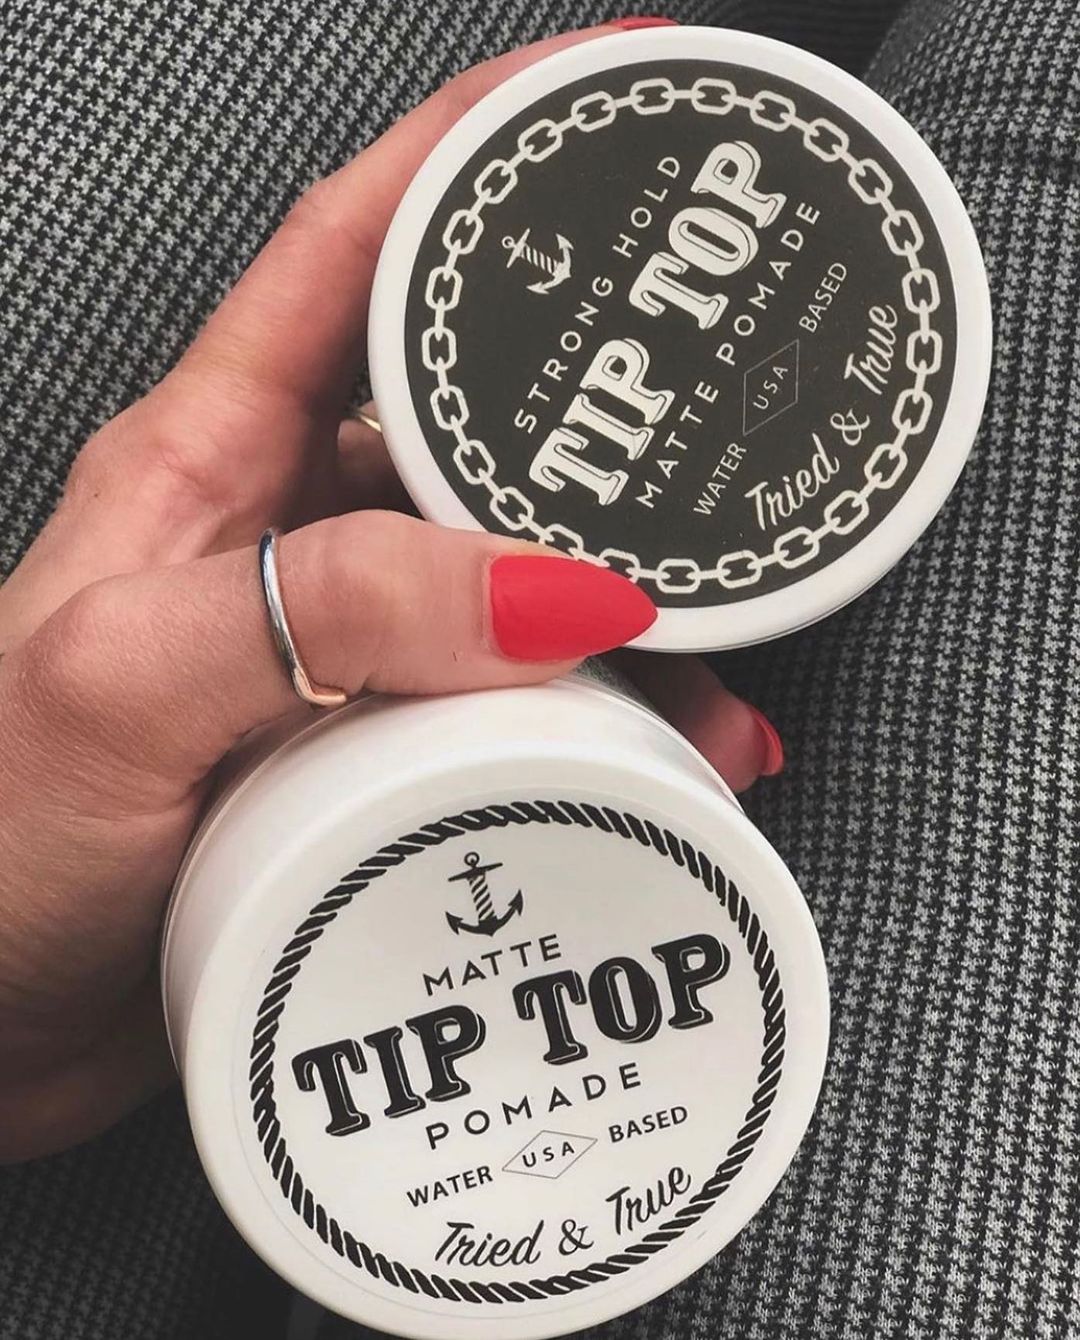 STRONG HOLD
TIP TOP
MATTE POMADE
WATER USA BASED
Tried & True
MATTE
TIP TOP
POMADE
WATER USA BASED
Tried & True